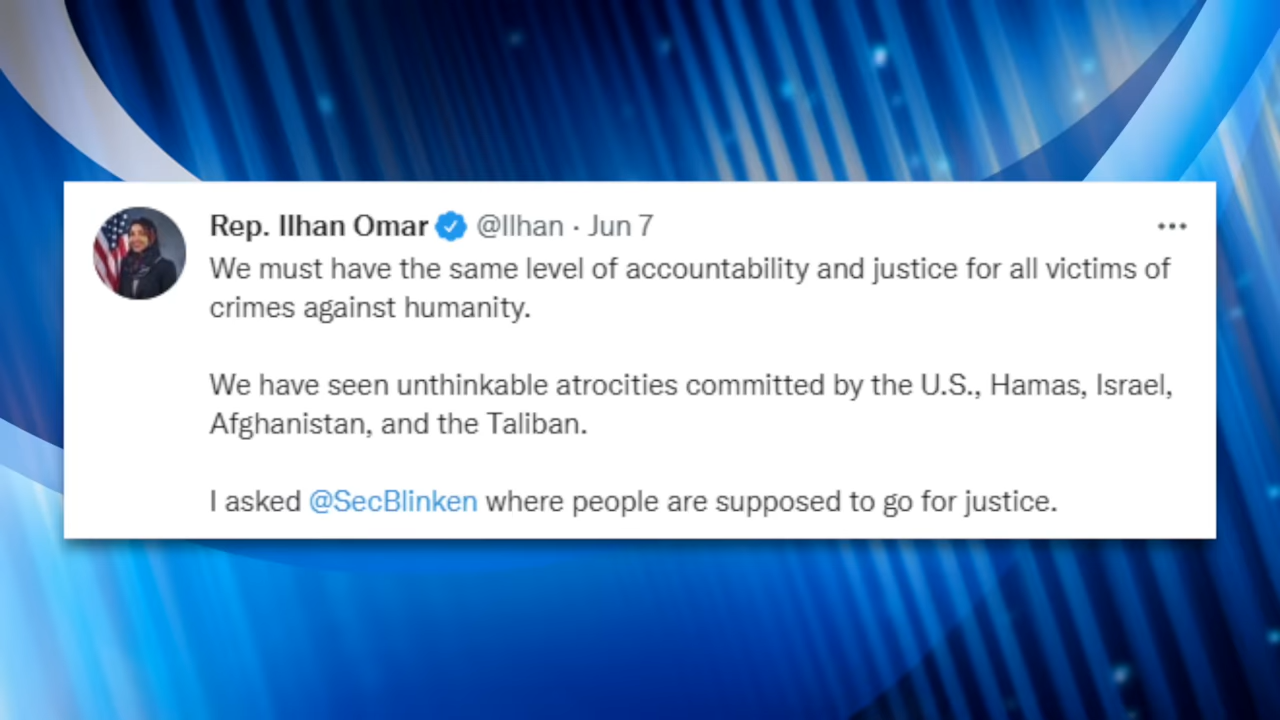 Rep. Ilhan Omar @Ilhan · Jun 7
We must have the same level of accountability and justice for all victims of
crimes against humanity.
We have seen unthinkable atrocities committed by the U.S., Hamas, Israel,
Afghanistan, and the Taliban.
I asked @SecBlinken where people are supposed to go for justice.